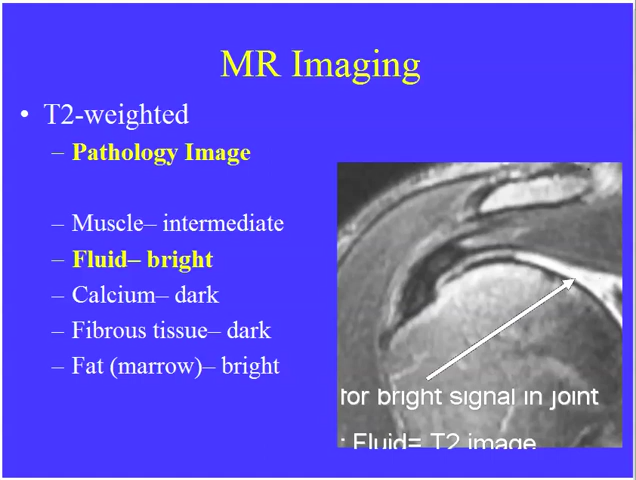 MR Imaging
• T2-weighted
– Pathology Image
– Muscle– intermediate
– Fluid– bright
– Calcium– dark
– Fibrous tissue– dark
– Fat (marrow)– bright
for bright signal in joint
: Fluid= T2 image